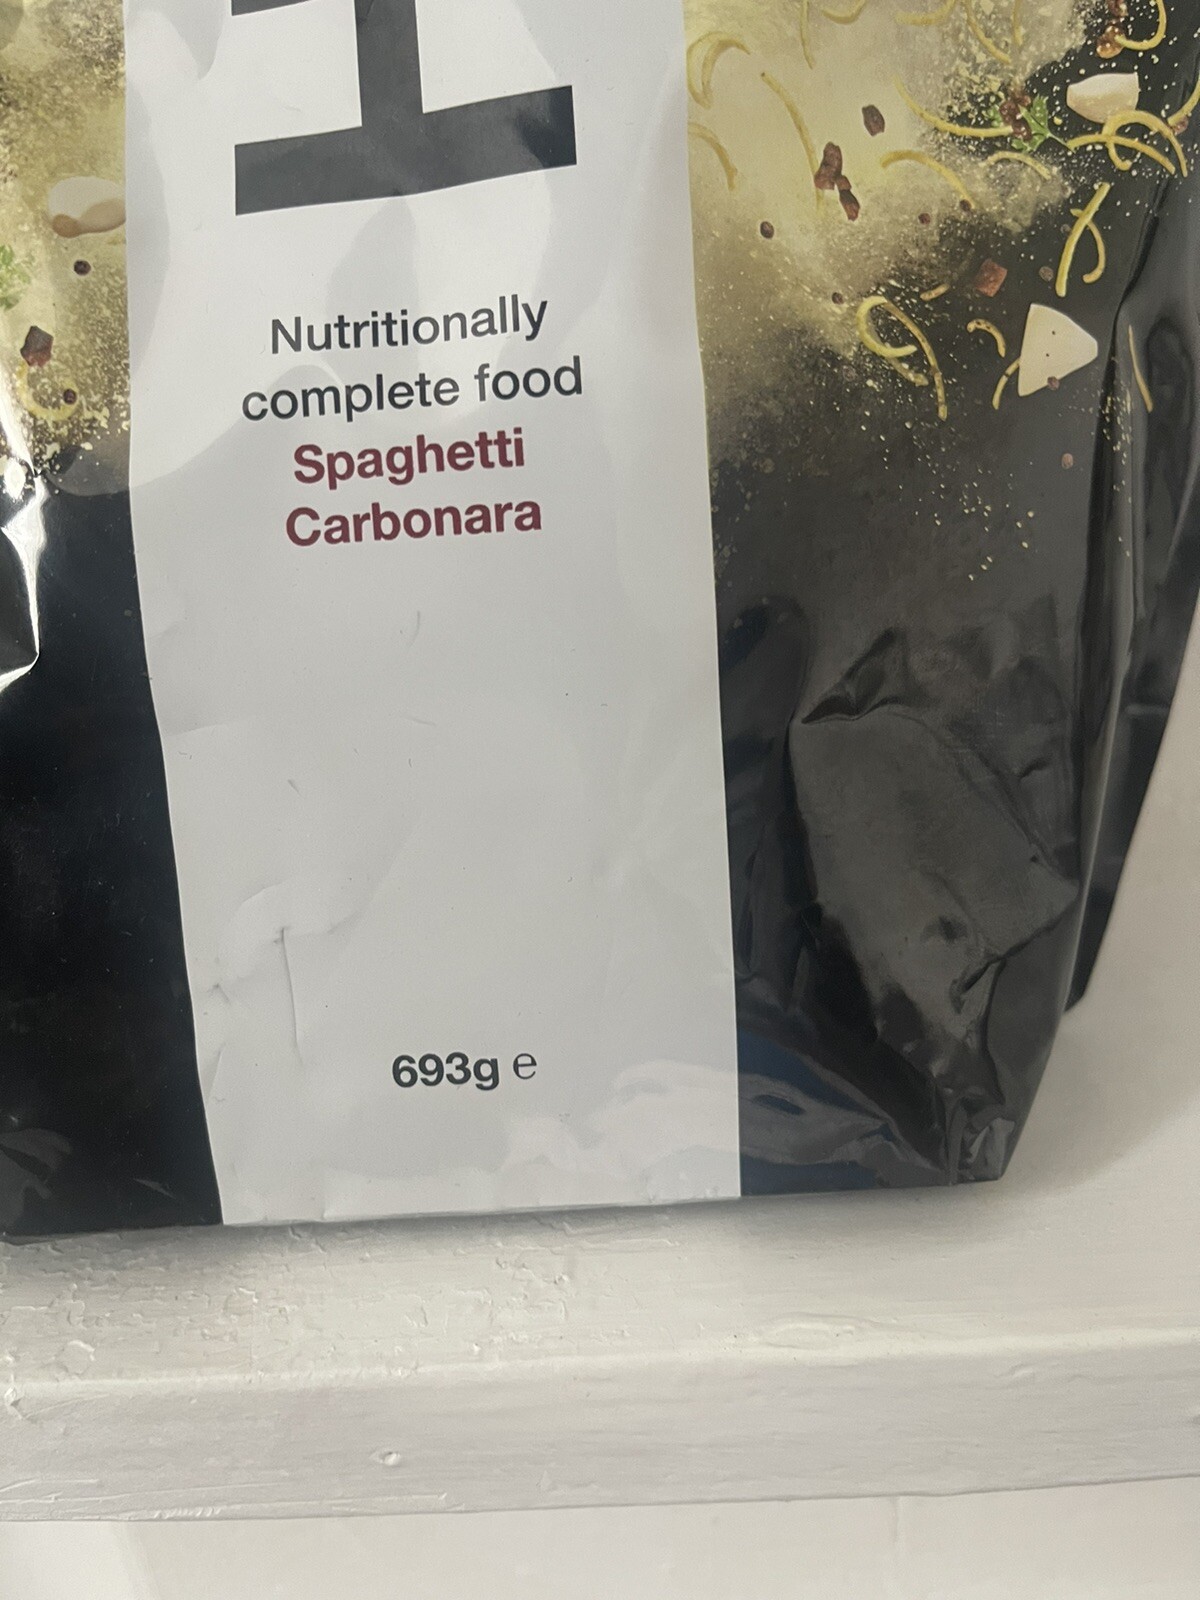 H
Nutritionally
complete food
Spaghetti
Carbonara
693g ℮